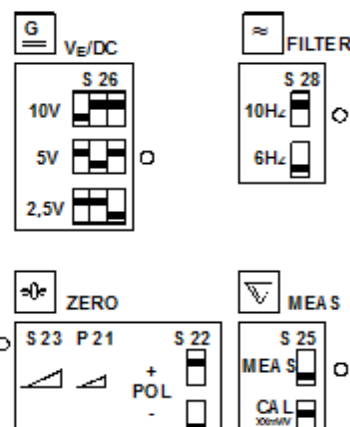 G
VE/DC
≈
FILTER
S 26
10V
5V
2,5V
S 28
10Hz
6Hz
ZERO
MEAS
S 23 P 21 S 22
+
POL
-
S 25
MEAS
CAL